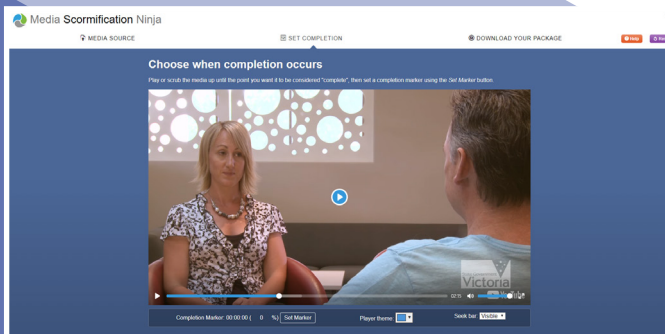 Media Scormification Ninja
MEDIA SOURCE
SET COMPLETION
DOWNLOAD YOUR PACKAGE
Help
Choose when completion occurs
Play or scrub the media up until the point you want it to be considered "complete", then set a completion marker using the Set Marker button.
Victoria
02:15
Completion Marker: 00:00:00 ( 0 %) Set Marker
Player theme:
Seek bar: Visible